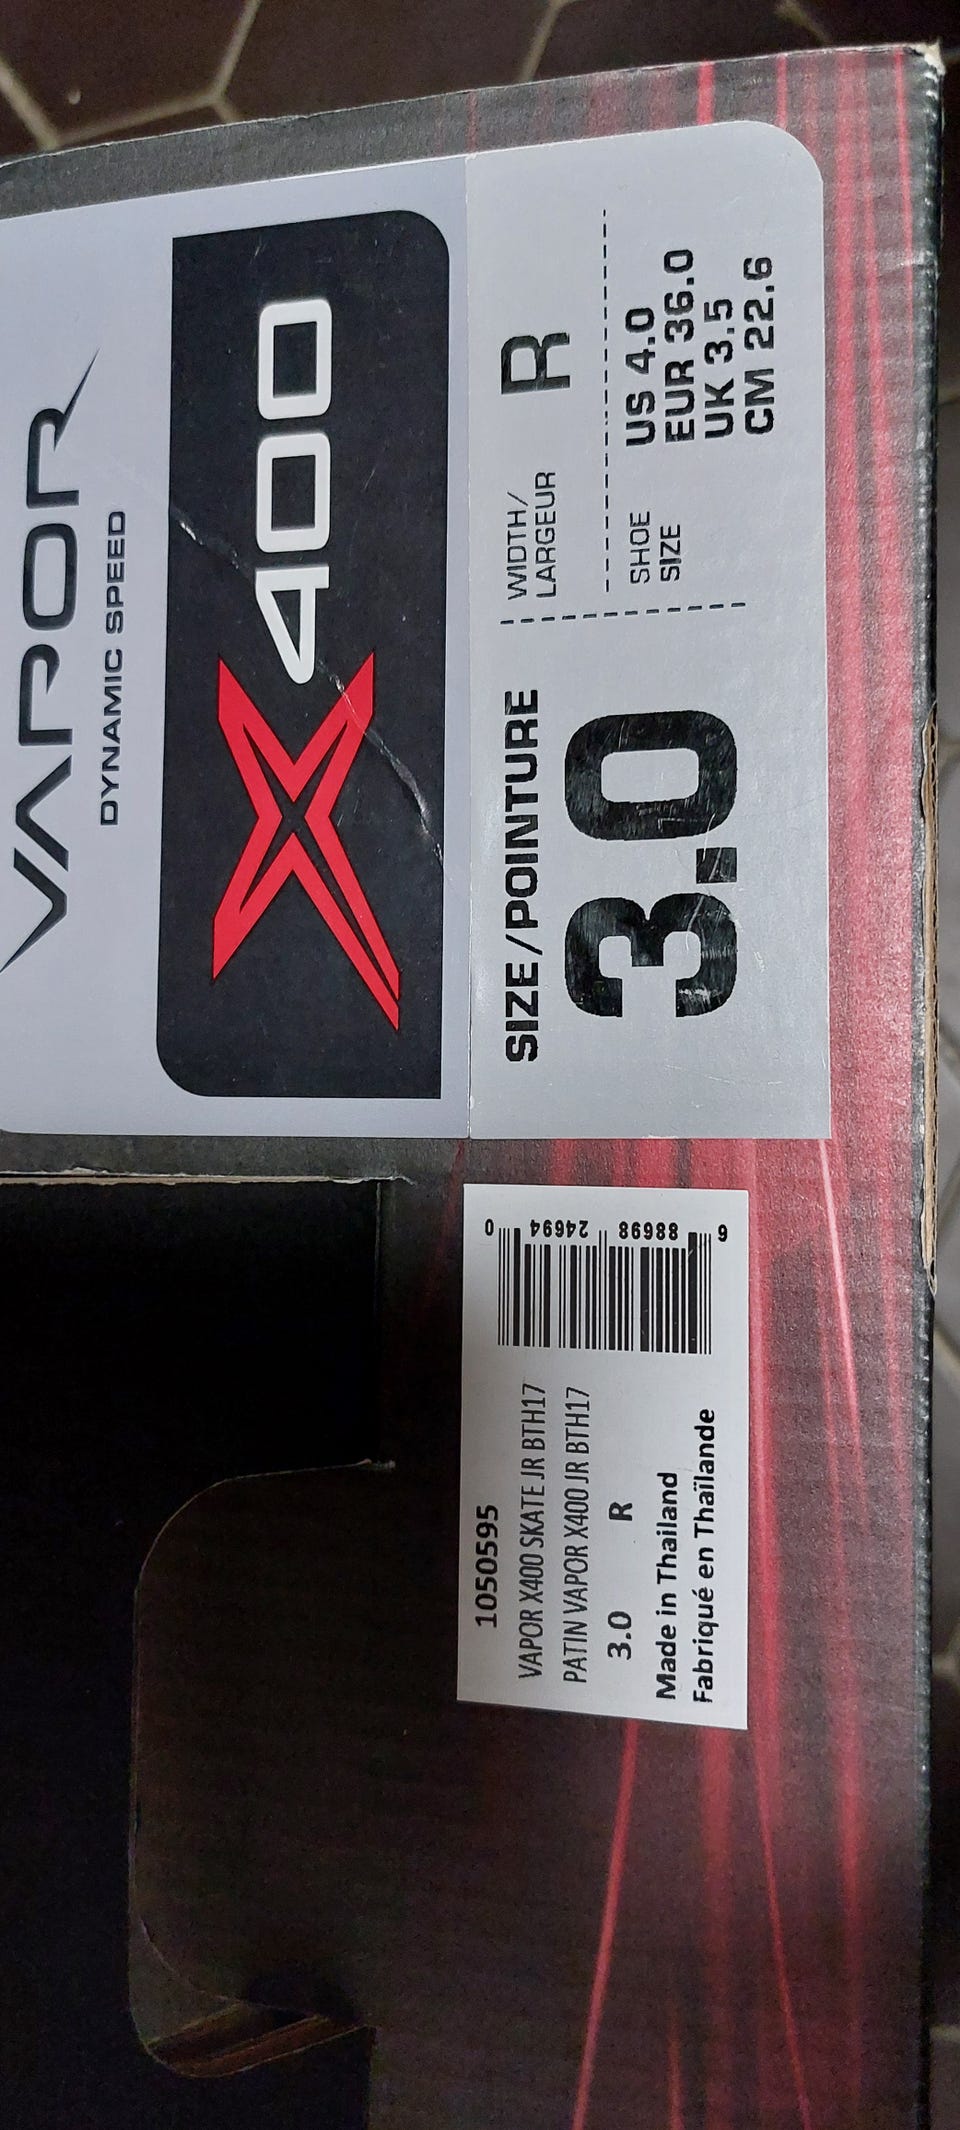 VAPOR
DYNAMIC SPEED
X400
SIZE/POINTURE
3.0
WIDTH/
LARGEUR
R
SHOE
SIZE
US 4.0
EUR 36.0
UK 3.5
CM 22.6
1050595
VAPOR X400 SKATE JR BTH17
PATIN VAPOR X400 JR BTH17
3.0 R
Made in Thailand
Fabriqué en Thaïlande
6 88698 24694 0